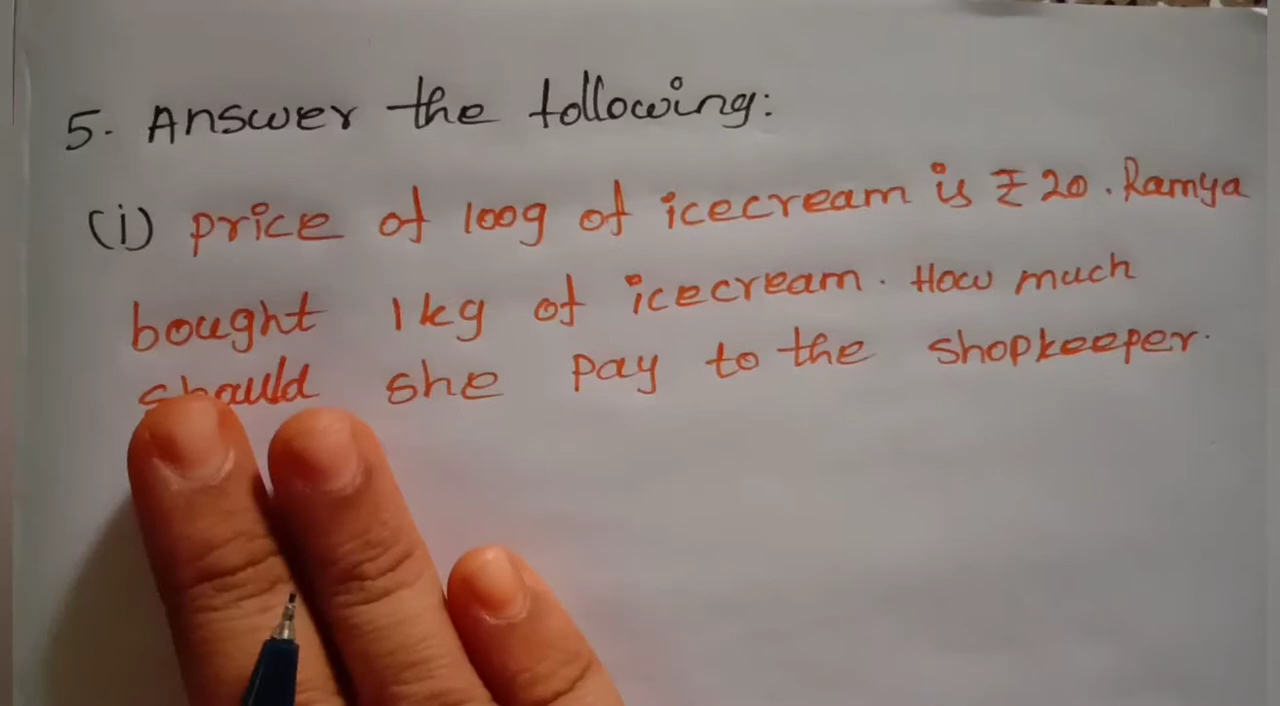 5. Answer the following:
(i) price of 100g of icecream is ₹ 20. Ramya
bought 1kg of icecream. How much
should she pay to the shopkeeper.